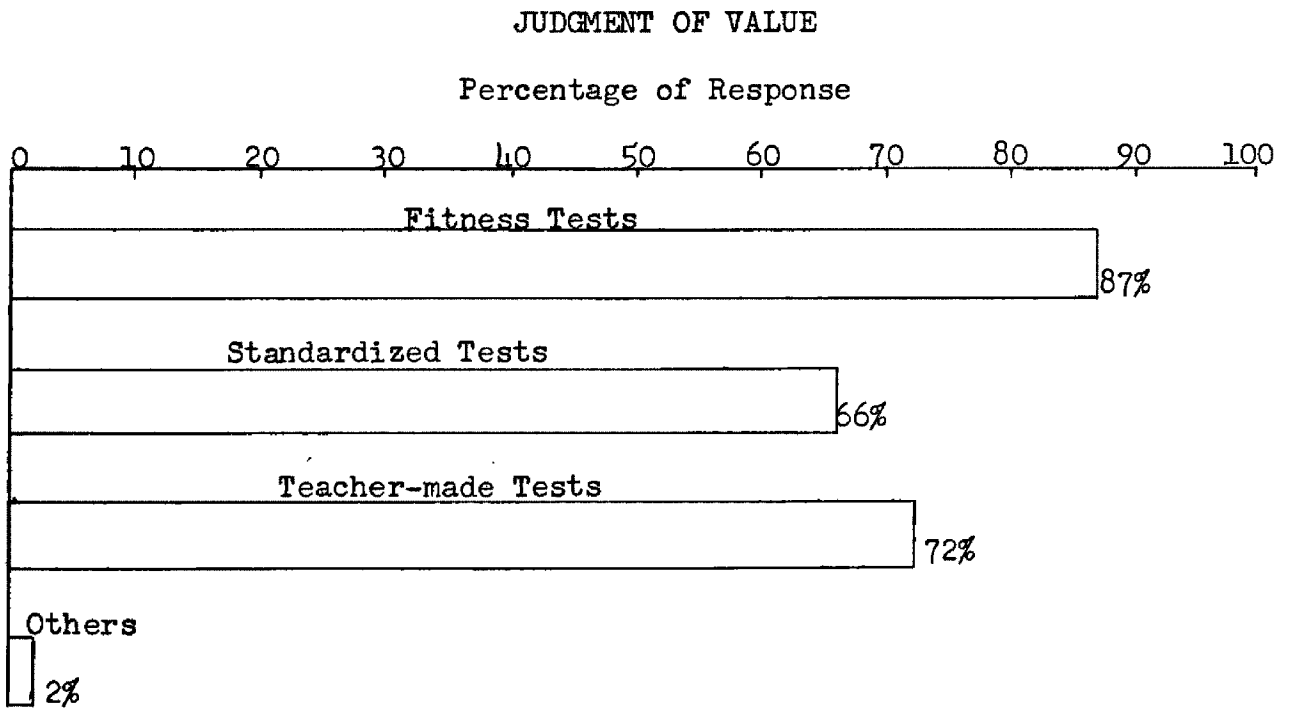 JUDGMENT OF VALUE
Percentage of Response
0 10 20 30 40 50 60 70 80 90 100
Fitness Tests
87%
Standardized Tests
66%
Teacher-made Tests
72%
Others
2%